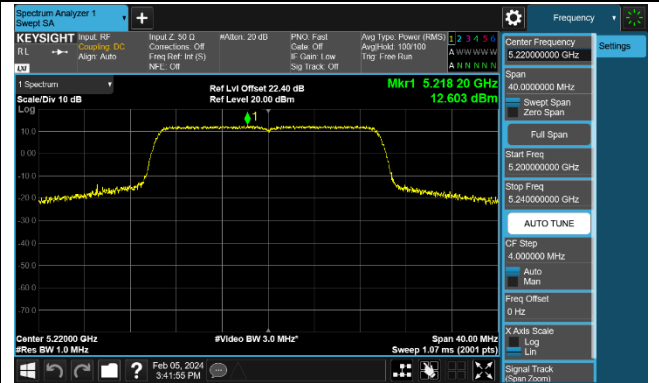 Spectrum Analyzer 1
Swept SA
Frequency
KEYSIGHT
RL
Input: RF
Coupling: DC
Align: Auto
Input Z: 50 Ω
Corrections: Off
Freq Ref: Int (S)
NFE: Off
#Atten: 20 dB
PNO: Fast
Gate: Off
IF Gain: Low
Sig Track: Off
Avg Type: Power (RMS)
Avg|Hold: 100/100
Trig: Free Run
1 2 3 4 5 6
A W W W W W
A N N N N N
LXI
1 Spectrum
Scale/Div 10 dB
Log
Ref Lvl Offset 22.40 dB
Ref Level 20.00 dBm
Mkr1 5.218 20 GHz
12.603 dBm
1
10.0
0.00
-10.0
-20.0
-30.0
-40.0
-50.0
-60.0
-70.0
Center 5.22000 GHz
#Res BW 1.0 MHz
#Video BW 3.0 MHz*
Span 40.00 MHz
Sweep 1.07 ms (2001 pts)
Feb 05, 2024
3:41:55 PM
Center Frequency
5.220000000 GHz
Settings
Span
40.0000000 MHz
Swept Span
Zero Span
Full Span
Start Freq
5.200000000 GHz
Stop Freq
5.240000000 GHz
AUTO TUNE
CF Step
4.000000 MHz
Auto
Man
Freq Offset
0 Hz
X Axis Scale
Log
Lin
Signal Track
(Span Zoom)